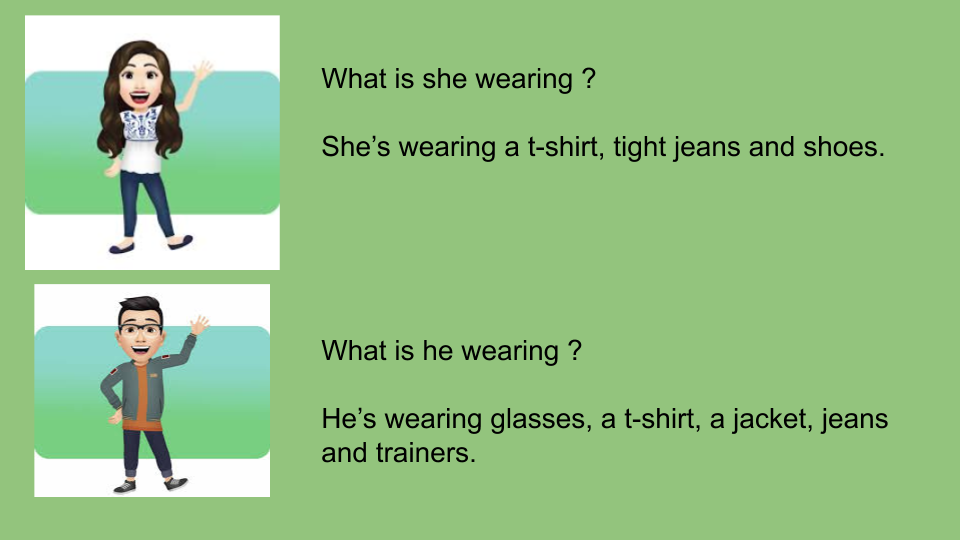 What is she wearing ?
She’s wearing a t-shirt, tight jeans and shoes.
What is he wearing ?
He’s wearing glasses, a t-shirt, a jacket, jeans
and trainers.